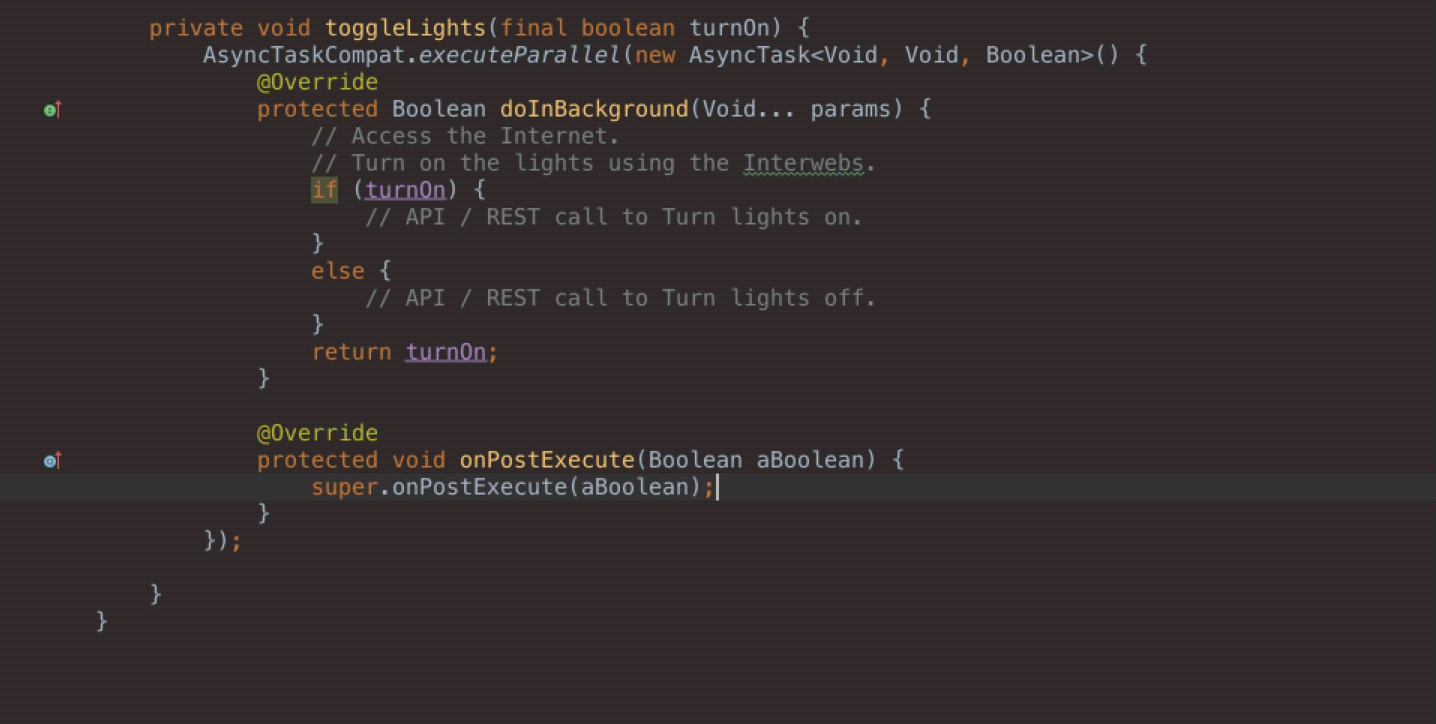 private void toggleLights(final boolean turnOn) {
AsyncTaskCompat.executeParallel(new AsyncTask<Void, Void, Boolean>() {
@Override
protected Boolean doInBackground(Void... params) {
// Access the Internet.
// Turn on the lights using the Interwebs.
if (turnOn) {
// API / REST call to Turn lights on.
}
else {
// API / REST call to Turn lights off.
}
return turnOn;
}
@Override
protected void onPostExecute(Boolean aBoolean) {
super.onPostExecute(aBoolean);
}
});
}
}